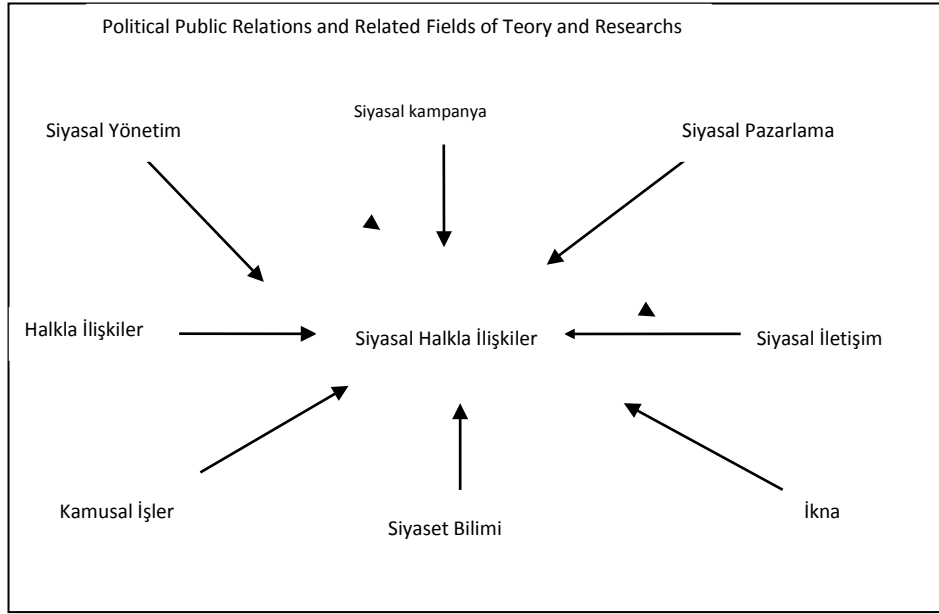 Political Public Relations and Related Fields of Teory and Researchs
Siyasal kampanya
Siyasal Yönetim
Siyasal Pazarlama
Halkla İlişkiler
Siyasal Halkla İlişkiler
Siyasal İletişim
Kamusal İşler
Siyaset Bilimi
İkna